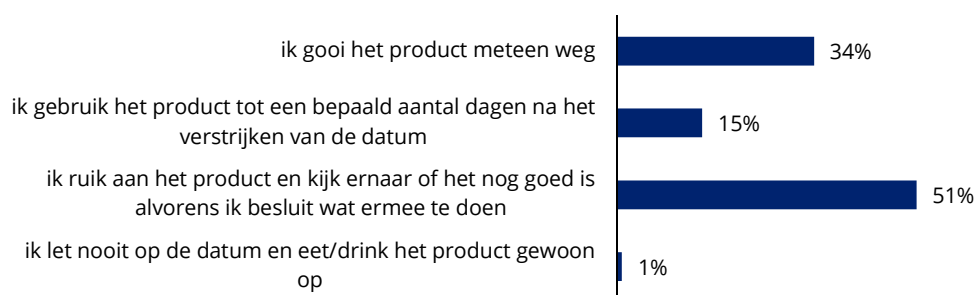 ik gooi het product meteen weg
34%
ik gebruik het product tot een bepaald aantal dagen na het
verstrijken van de datum
15%
ik ruik aan het product en kijk ernaar of het nog goed is
alvorens ik besluit wat ermee te doen
51%
ik let nooit op de datum en eet/drink het product gewoon
op
1%